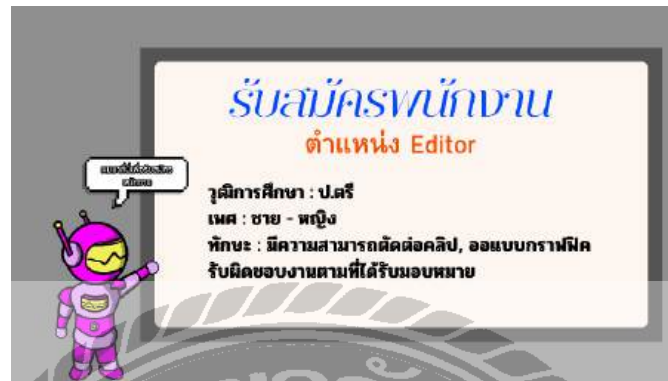 รับสมัครพนักงาน
ตำแหน่ง Editor
วุฒิการศึกษา : ป.ตรี
เพศ : ชาย - หญิง
ทักษะ : มีความสามารถตัดต่อคลิป, ออแบบกราฟฟิค
รับผิดชอบงานตามที่ได้รับมอบหมาย